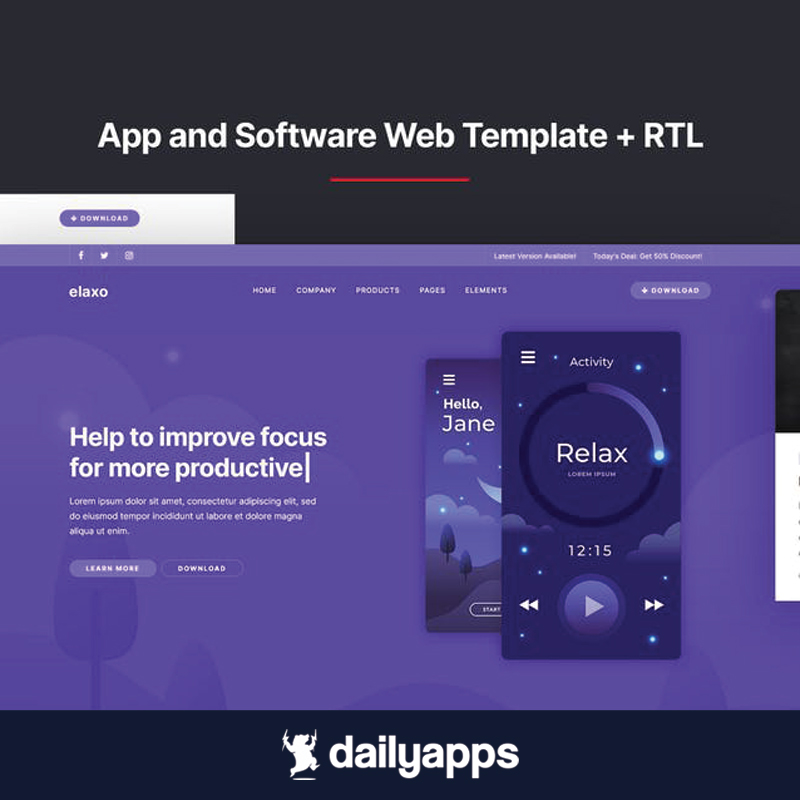 App and Software Web Template + RTL
DOWNLOAD
Latest Version Available! Today's Deal: Get 50% Discount!
elaxo HOME COMPANY PRODUCTS PAGES ELEMENTS DOWNLOAD
Help to improve focus
for more productive|
Lorem ipsum dolor sit amet, consectetur adipiscing elit, sed
do eiusmod tempor incididunt ut labore et dolore magna
aliqua ut enim.
LEARN MORE DOWNLOAD
Hello,
Jane
START
Activity
Relax
LOREM IPSUM
12:15
dailyapps